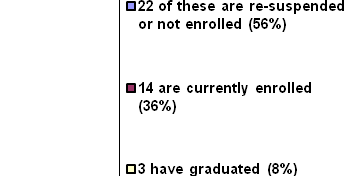 22 of these are re-suspended
or not enrolled (56%)
14 are currently enrolled
(36%)
3 have graduated (8%)